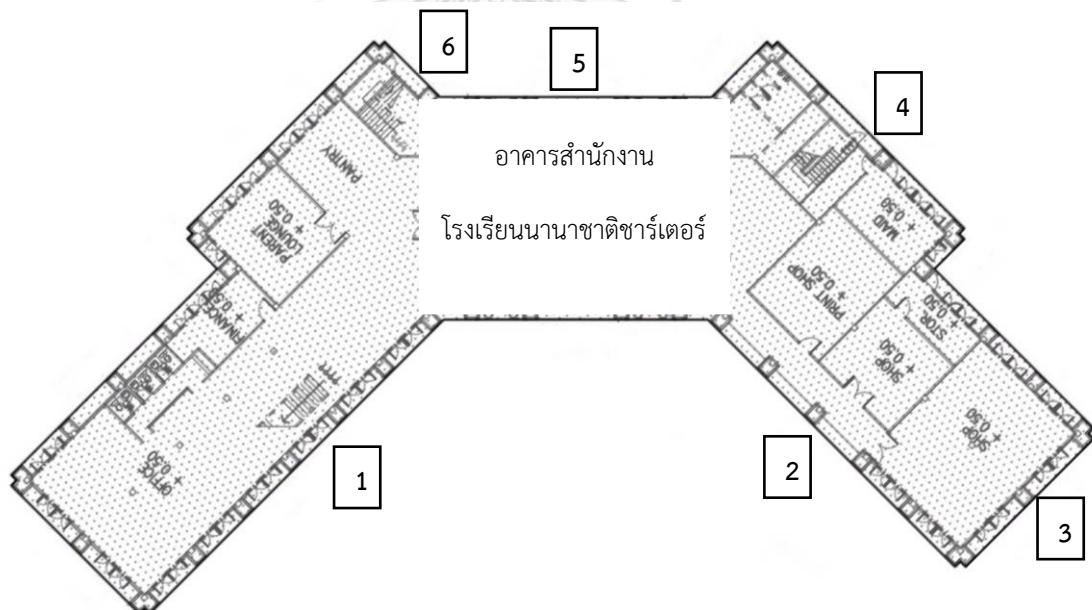 6
5
4
อาคารสำนักงาน
โรงเรียนนานาชาติชาร์เตอร์
PANTRY
PARENT
LOUNGE
+ 0.50
MAID
+ 0.50
PRINT SHOP
+ 0.50
FINANCE
+ 0.50
STOR
+ 0.50
SHOP
+ 0.50
SHOP
+ 0.50
OFFICE
+ 0.50
1
2
3